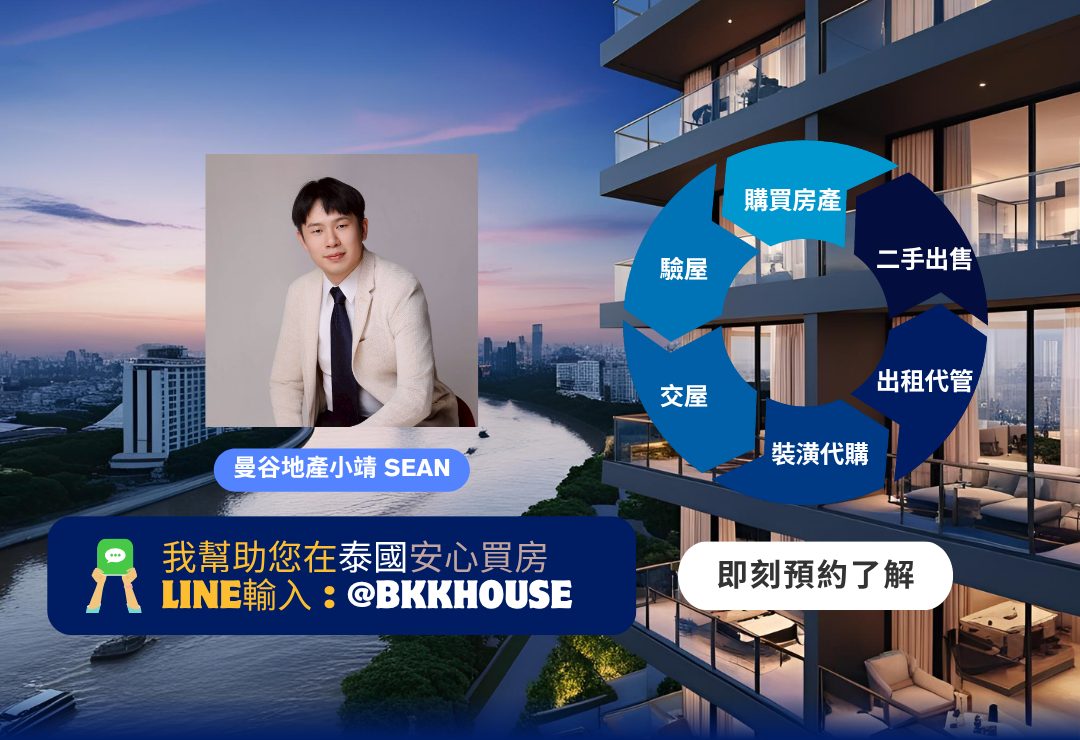 購買房產
二手出售
出租代管
裝潢代購
交屋
驗屋
曼谷地產小靖 SEAN
我幫助您在泰國安心買房
LINE輸入：@BKKHOUSE
即刻預約了解